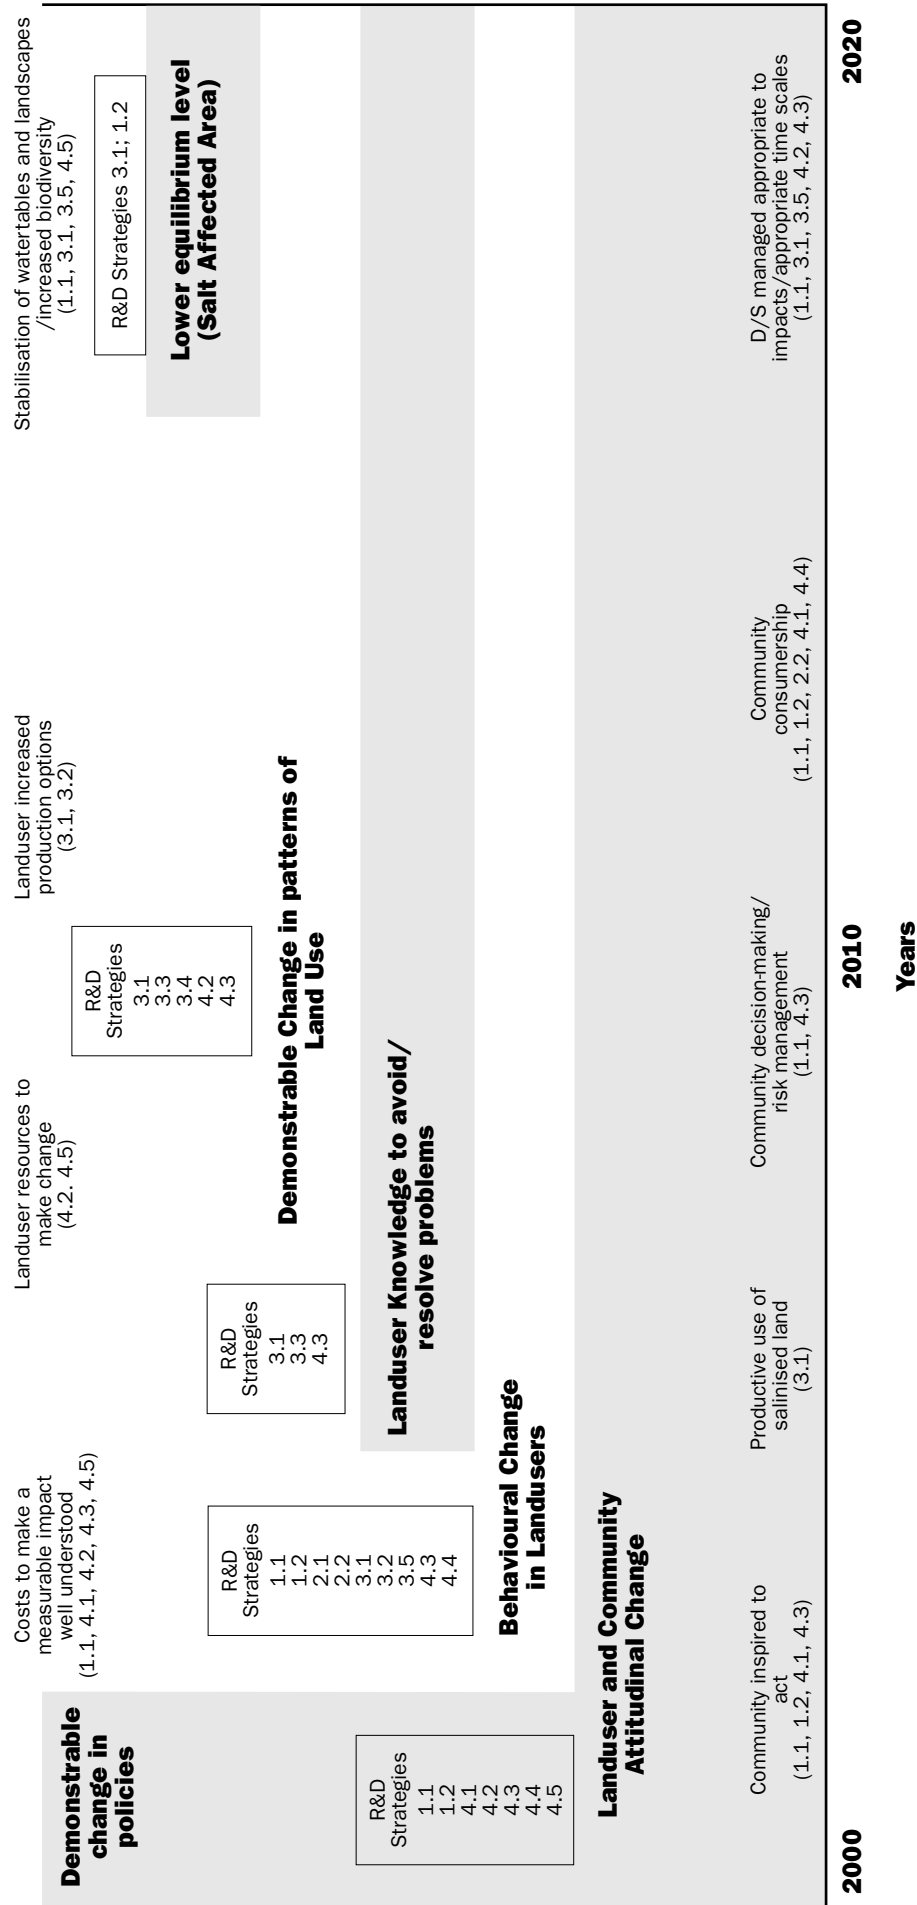 Demonstrable
change in
policies
Costs to make a
measurable impact
well understood
(1.1, 4.1, 4.2, 4.3, 4.5)
Landuser resources to
make change
(4.2. 4.5)
Landuser increased
production options
(3.1, 3.2)
Stabilisation of watertables and landscapes
/increased biodiversity
(1.1, 3.1, 3.5, 4.5)
R&D Strategies 3.1; 1.2
Lower equilibrium level
(Salt Affected Area)
R&D
Strategies
3.1
3.3
3.4
4.2
4.3
Demonstrable Change in patterns of
Land Use
R&D
Strategies
3.1
3.3
4.3
Landuser Knowledge to avoid/
resolve problems
R&D
Strategies
1.1
1.2
2.1
2.2
3.1
3.2
3.5
4.3
4.4
Behavioural Change
in Landusers
R&D
Strategies
1.1
1.2
4.1
4.2
4.3
4.4
4.5
Landuser and Community
Attitudinal Change
Community inspired to
act
(1.1, 1.2, 4.1, 4.3)
Productive use of
salinised land
(3.1)
Community decision-making/
risk management
(1.1, 4.3)
Community
consumership
(1.1, 1.2, 2.2, 4.1, 4.4)
D/S managed appropriate to
impacts/appropriate time scales
(1.1, 3.1, 3.5, 4.2, 4.3)
2000
2010
2020
Years